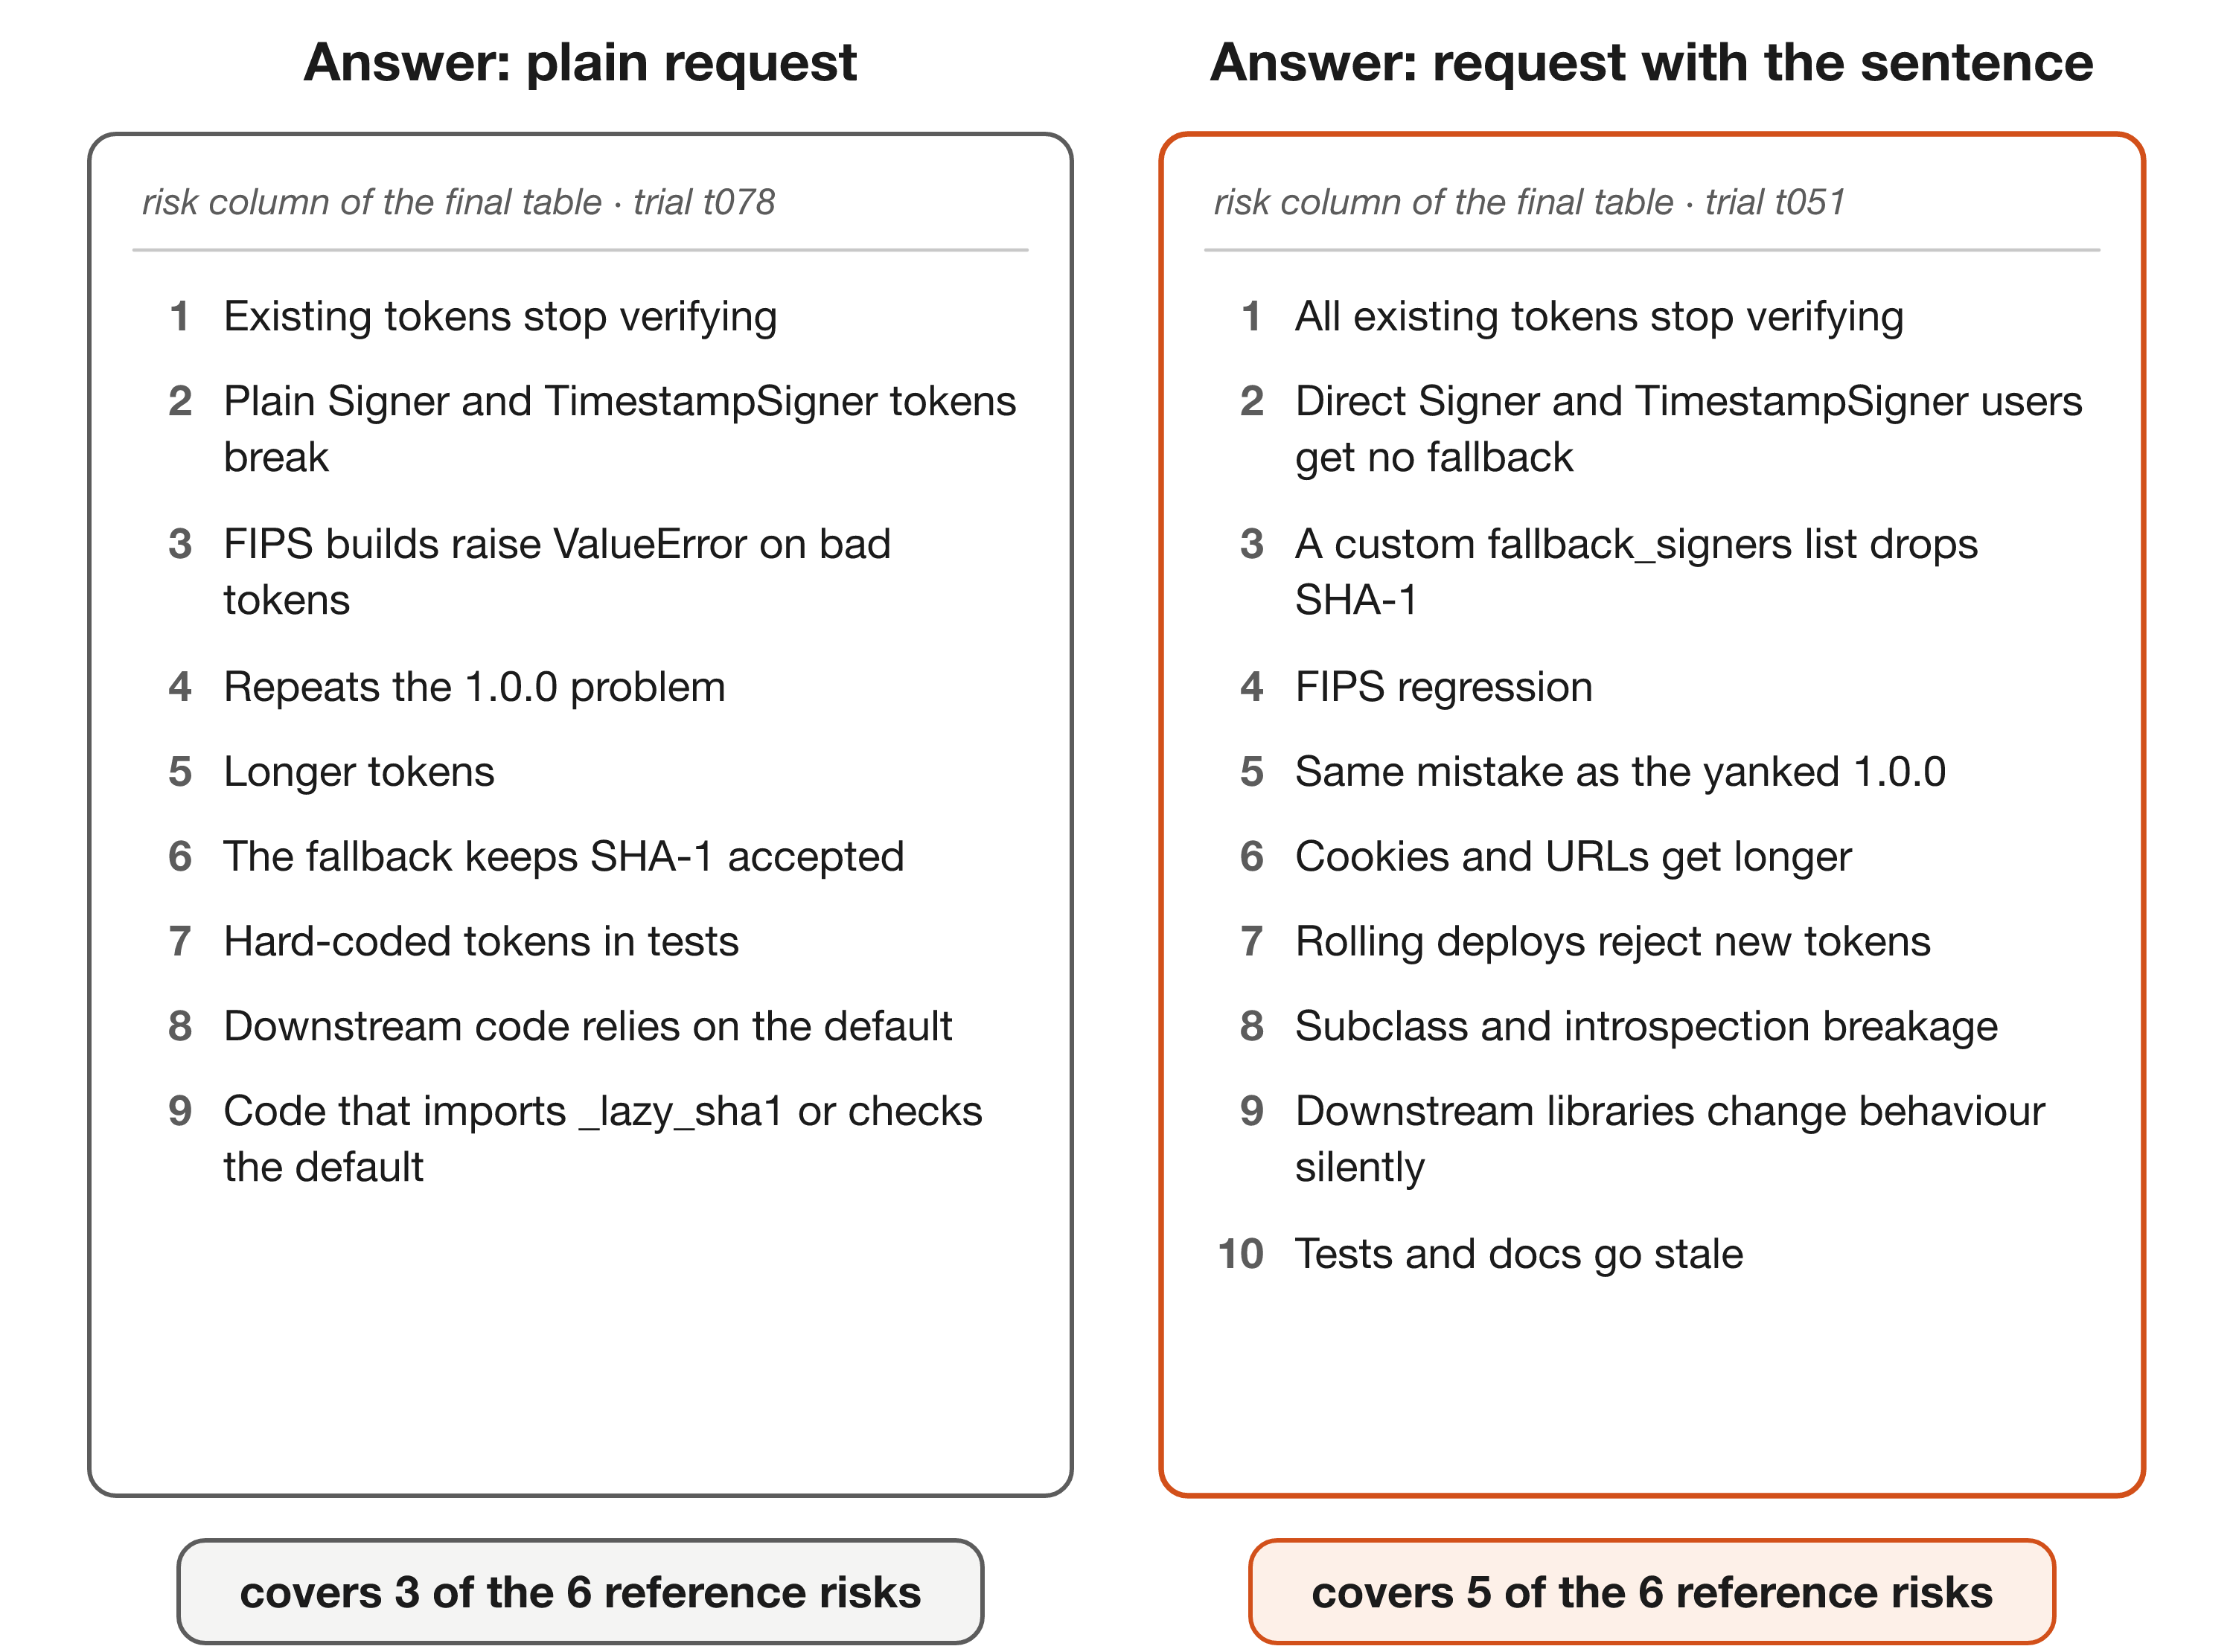 Answer: plain request
risk column of the final table · trial t078
1 Existing tokens stop verifying
2 Plain Signer and TimestampSigner tokens
break
3 FIPS builds raise ValueError on bad
tokens
4 Repeats the 1.0.0 problem
5 Longer tokens
6 The fallback keeps SHA-1 accepted
7 Hard-coded tokens in tests
8 Downstream code relies on the default
9 Code that imports _lazy_sha1 or checks
the default
covers 3 of the 6 reference risks
Answer: request with the sentence
risk column of the final table · trial t051
1 All existing tokens stop verifying
2 Direct Signer and TimestampSigner users
get no fallback
3 A custom fallback_signers list drops
SHA-1
4 FIPS regression
5 Same mistake as the yanked 1.0.0
6 Cookies and URLs get longer
7 Rolling deploys reject new tokens
8 Subclass and introspection breakage
9 Downstream libraries change behaviour
silently
10 Tests and docs go stale
covers 5 of the 6 reference risks